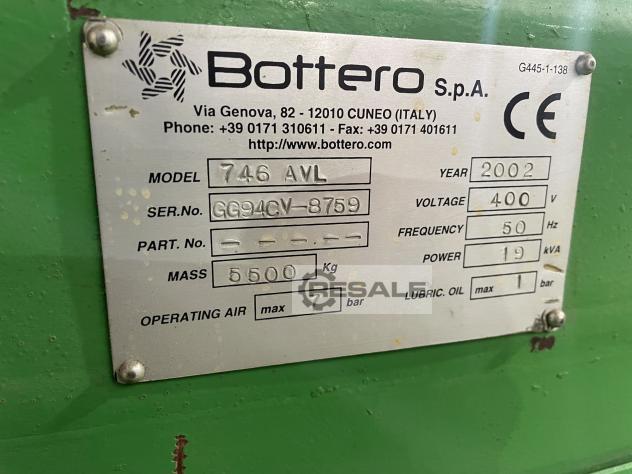 G445-1-138
Bottero S.p.A.
CE
Via Genova, 82 - 12010 CUNEO (ITALY)
Phone: +39 0171 310611 - Fax: +39 0171 401611
http://www.bottero.com
MODEL 746 AVL
SER.No. GG94CV-8759
PART. No. - - -.- -
MASS 5500 Kg
OPERATING AIR max bar
YEAR 2002
VOLTAGE 400 V
FREQUENCY 50 Hz
POWER 19 kVA
LUBRIC. OIL max 1 bar
RESALE